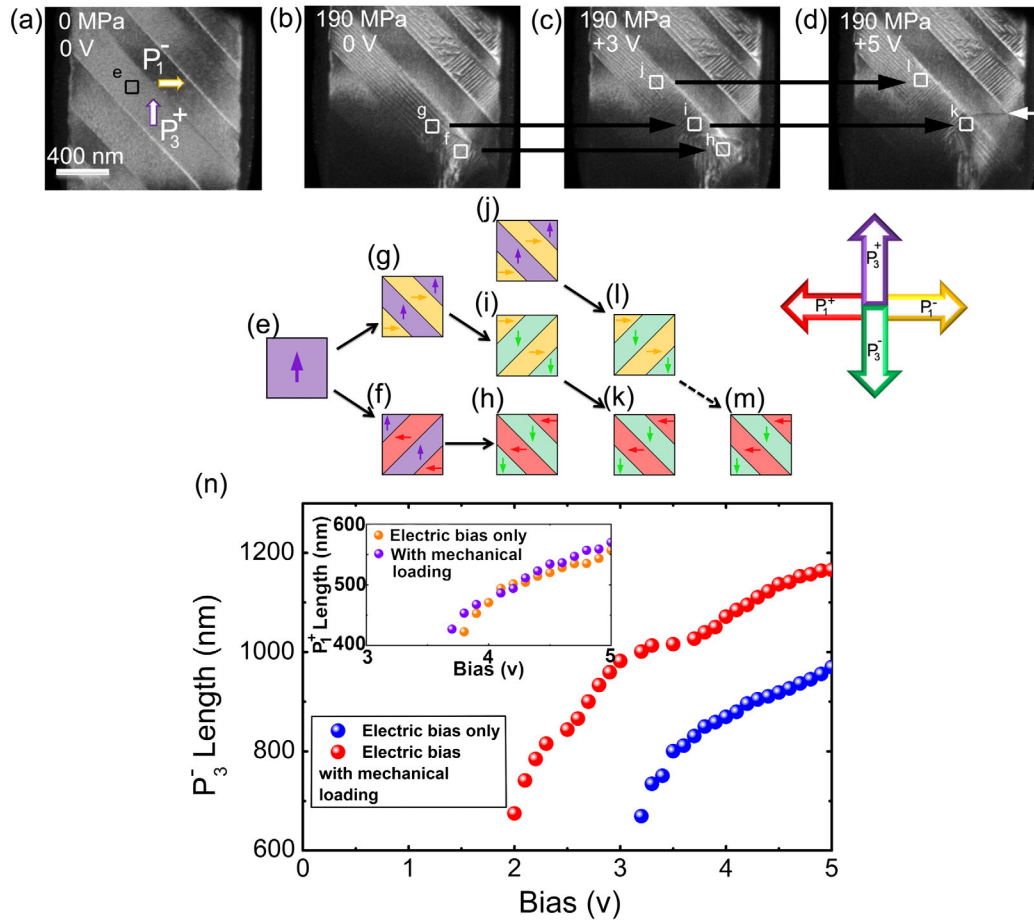 (a)
0 MPa
0 V
e
P1-
P3+
400 nm
(b)
190 MPa
0 V
g
f
(c)
190 MPa
+3 V
j
i
h
(d)
190 MPa
+5 V
l
k
(e)
(g)
(f)
(j)
(i)
(h)
(l)
(k)
(m)
P3+
P1+
P1-
P3-
(n)
P3- Length (nm)
1200
1000
800
600
0
1
2
3
4
5
Bias (v)
Electric bias only
Electric bias
with mechanical
loading
P1+ Length (nm)
600
500
400
3
4
5
Bias (v)
Electric bias only
With mechanical
loading